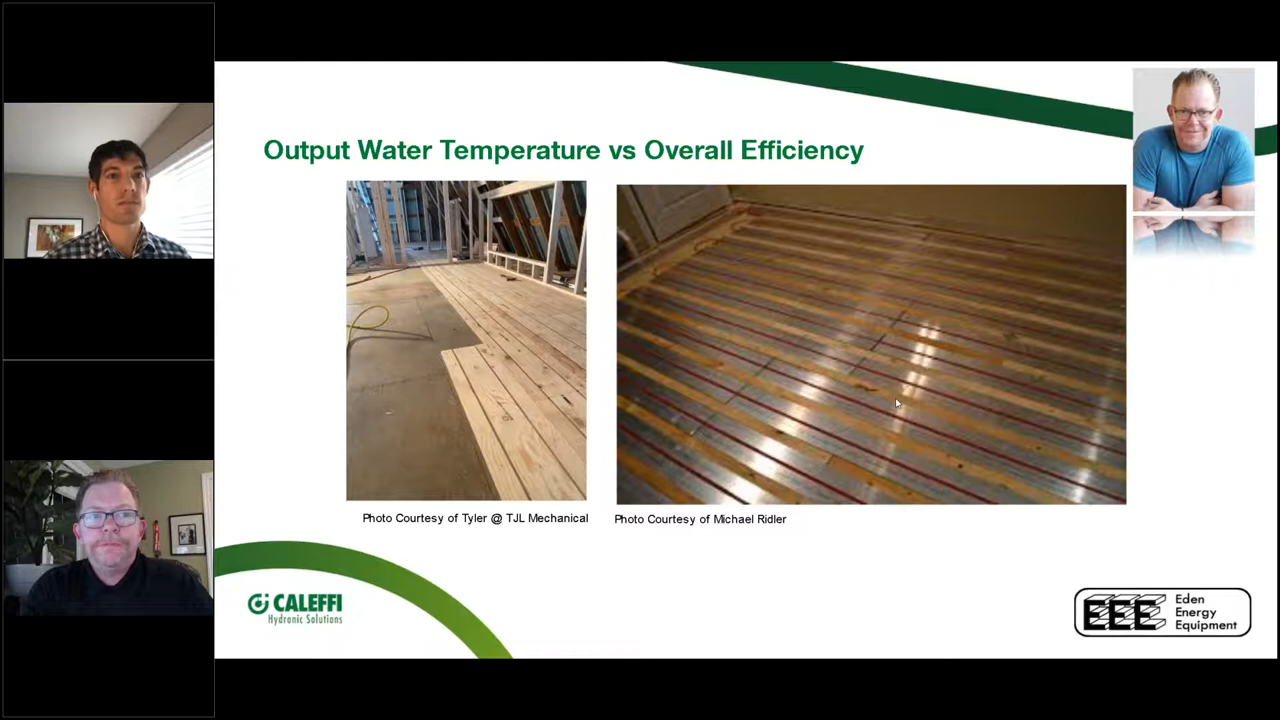 Output Water Temperature vs Overall Efficiency
Photo Courtesy of Tyler @ TJL Mechanical
Photo Courtesy of Michael Ridler
CALEFFI
Hydronic Solutions
EEE
Eden
Energy
Equipment